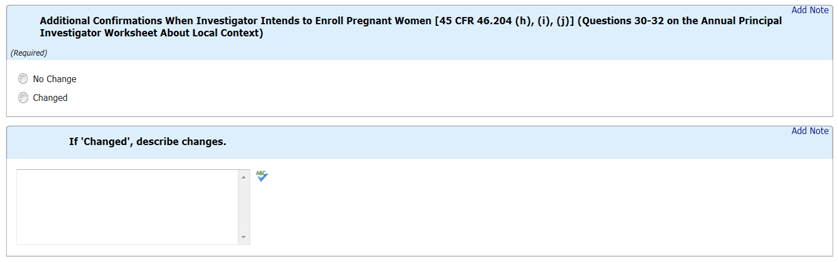 Add Note
Additional Confirmations When Investigator Intends to Enroll Pregnant Women [45 CFR 46.204 (h), (i), (j)] (Questions 30-32 on the Annual Principal
Investigator Worksheet About Local Context)
(Required)
No Change
Changed
Add Note
If 'Changed', describe changes.
ABC